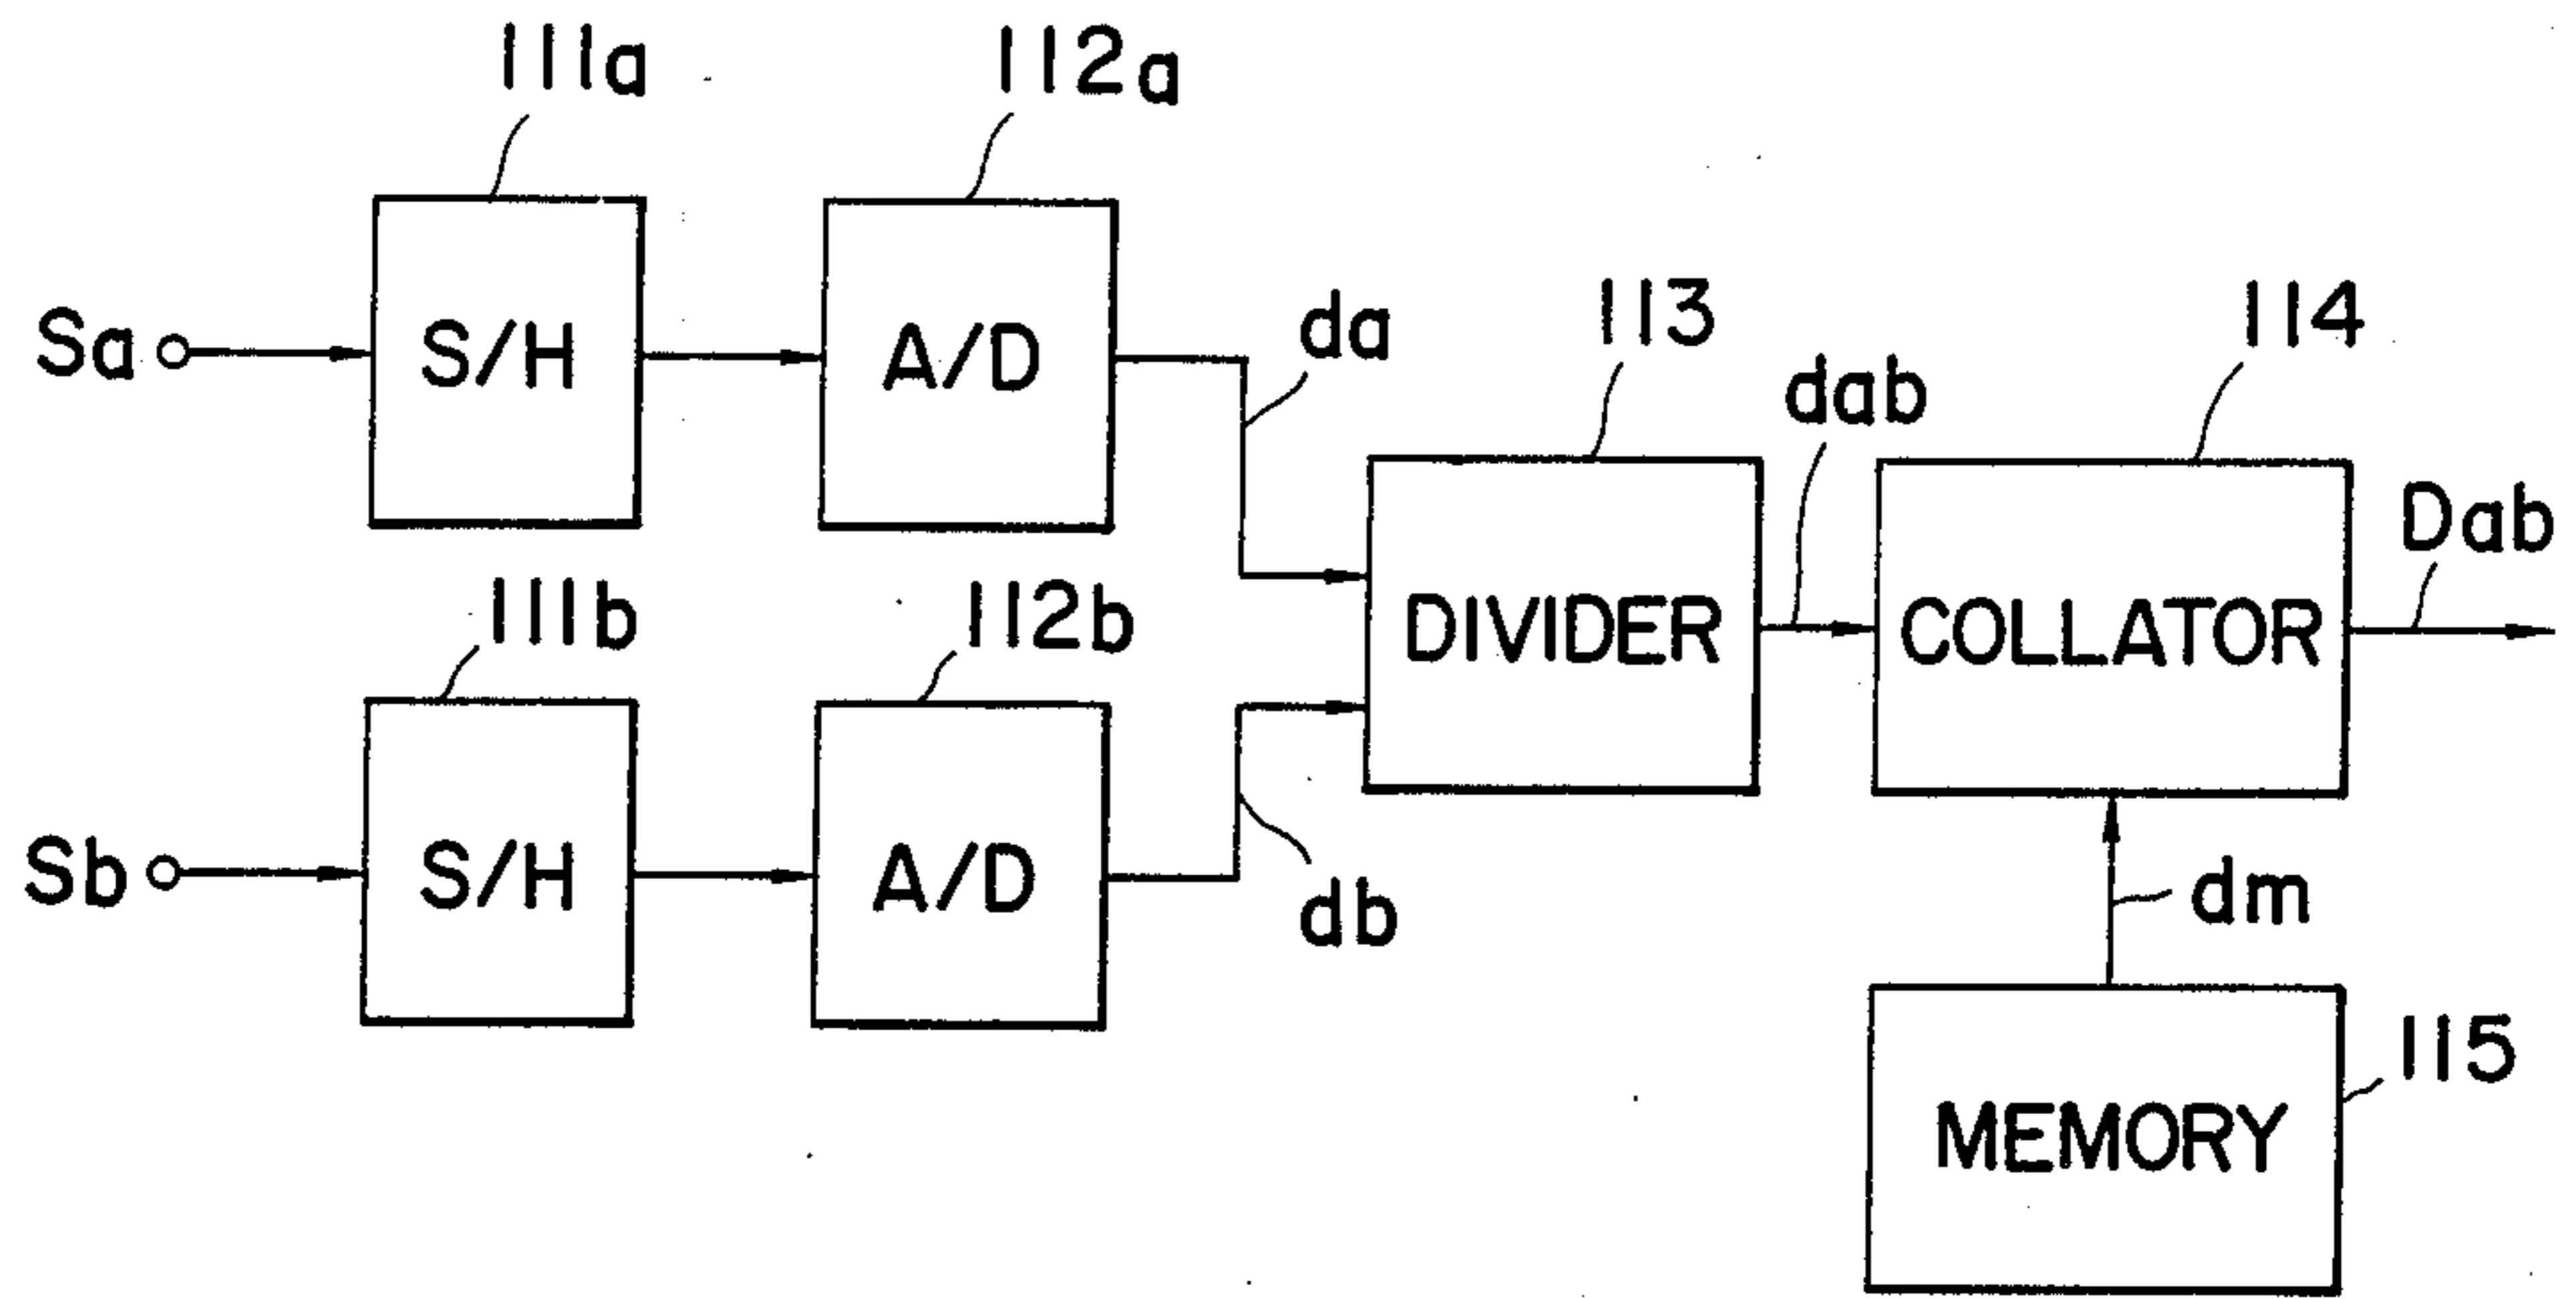 111a
112a
Sa
S/H
A/D
da
113
dab
114
Dab
111b
112b
DIVIDER
COLLATOR
Sb
S/H
A/D
db
dm
115
MEMORY